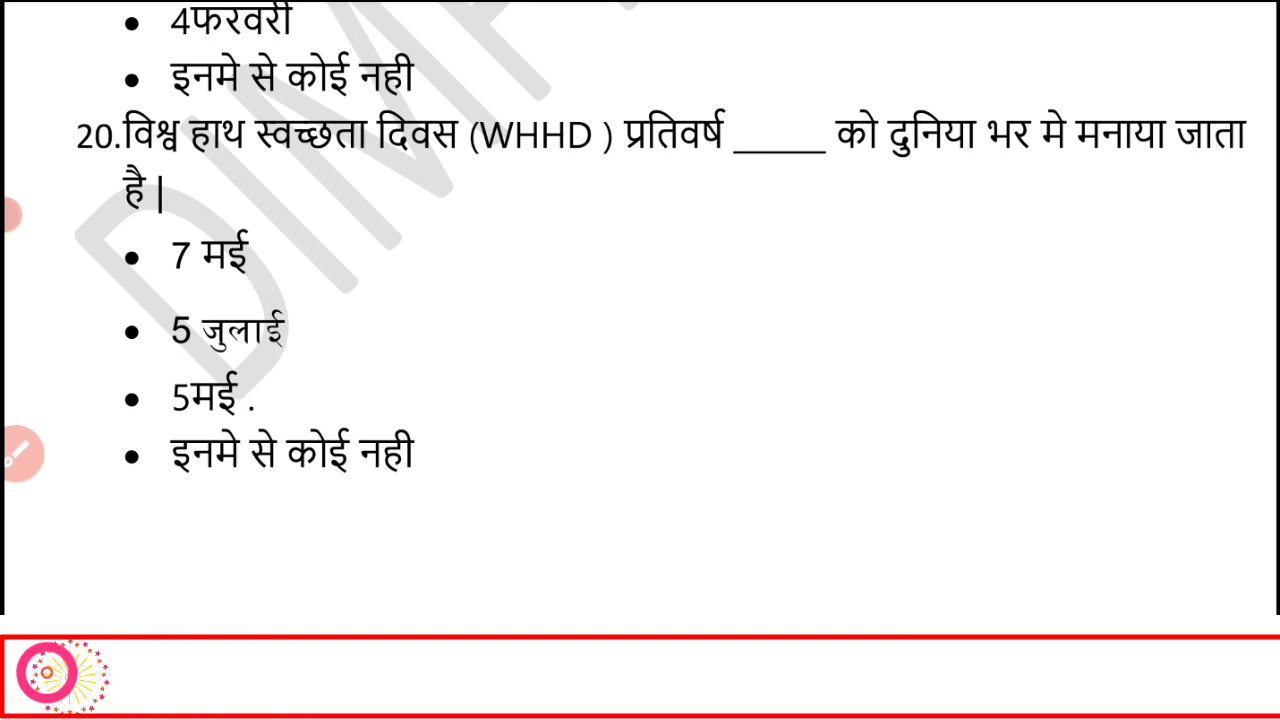 • 4फरवरी
• इनमे से कोई नही
20.विश्व हाथ स्वच्छता दिवस (WHHD ) प्रतिवर्ष _____ को दुनिया भर मे मनाया जाता
है |
• 7 मई
• 5 जुलाई
• 5मई .
• इनमे से कोई नही